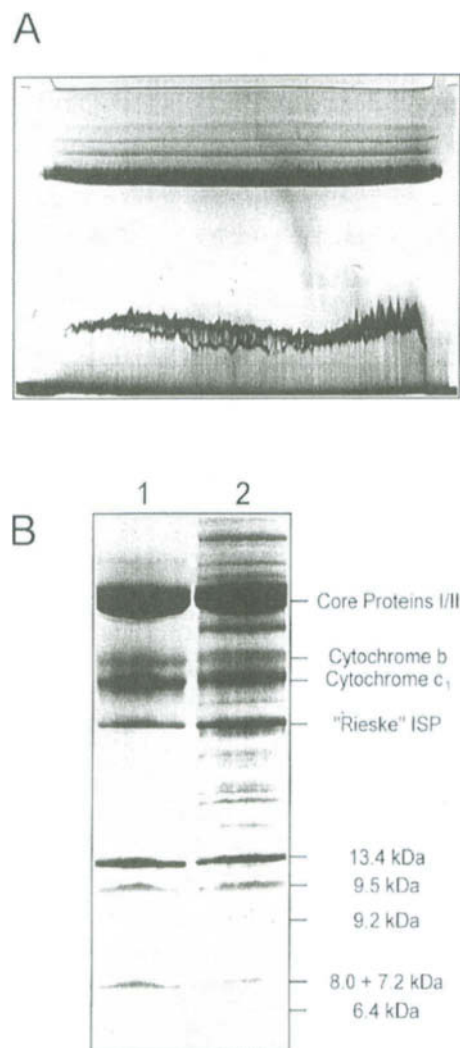 A
B
1 2
Core Proteins I/II
Cytochrome b
Cytochrome c₁
"Rieske" ISP
13.4 kDa
9.5 kDa
9.2 kDa
8.0 + 7.2 kDa
6.4 kDa